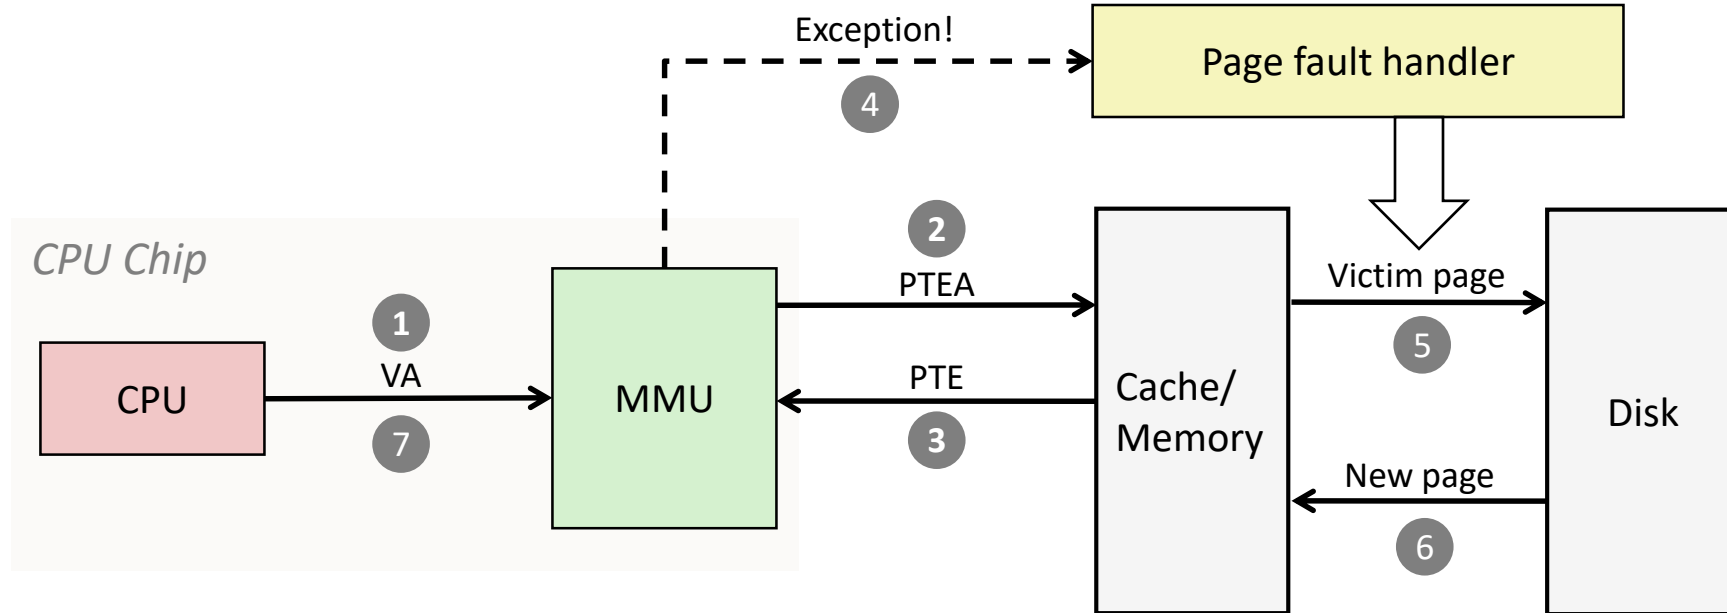 Exception!
Page fault handler
4
2
CPU Chip
PTEA
Victim page
1
5
VA
PTE
CPU
MMU
Cache/
Memory
Disk
7
3
New page
6